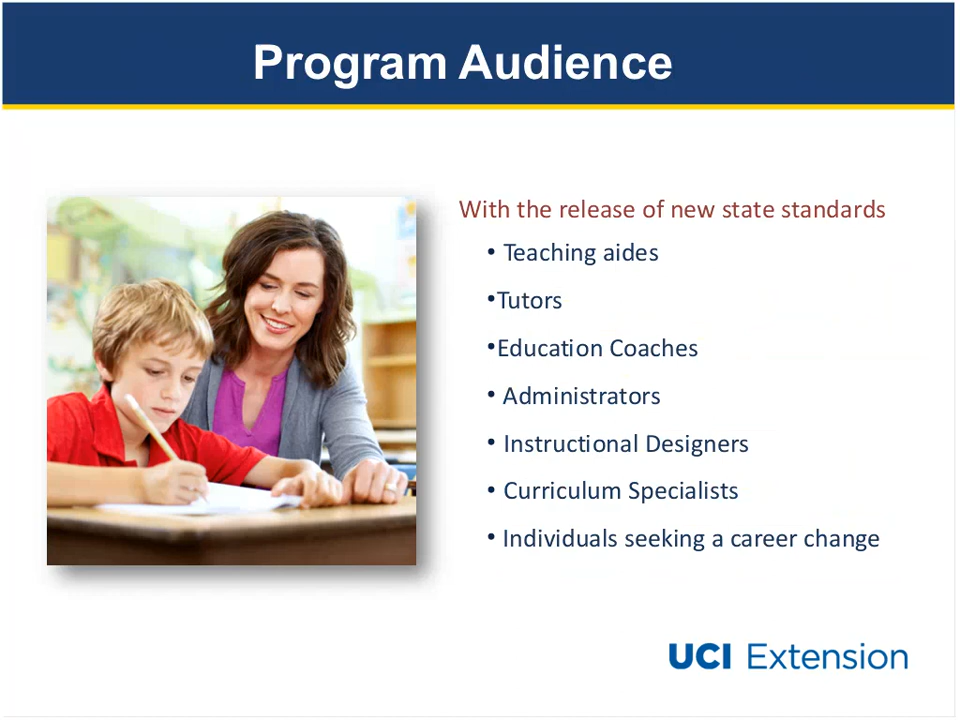 Program Audience
With the release of new state standards
• Teaching aides
•Tutors
•Education Coaches
• Administrators
• Instructional Designers
• Curriculum Specialists
• Individuals seeking a career change
UCI Extension